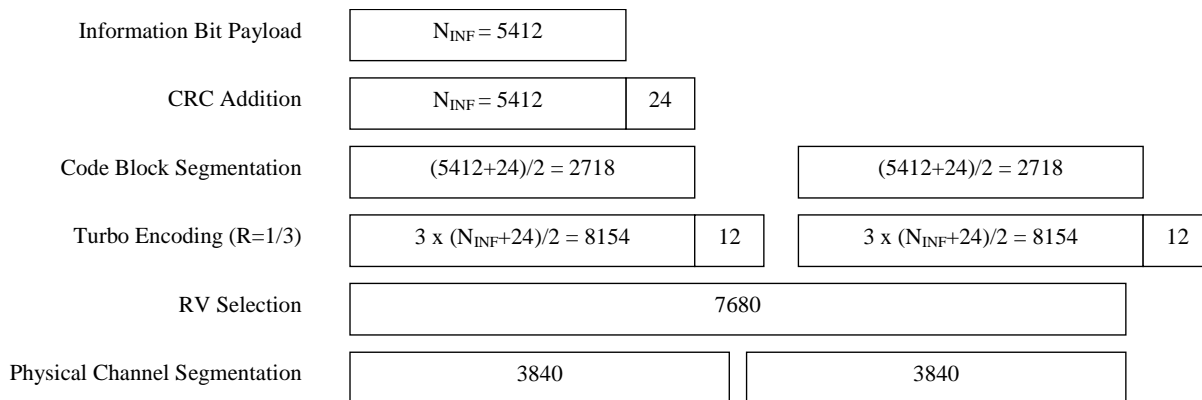 Information Bit Payload N_INF = 5412
CRC Addition N_INF = 5412 24
Code Block Segmentation (5412+24)/2 = 2718 (5412+24)/2 = 2718
Turbo Encoding (R=1/3) 3 x (N_INF+24)/2 = 8154 12 3 x (N_INF+24)/2 = 8154 12
RV Selection 7680
Physical Channel Segmentation 3840 3840